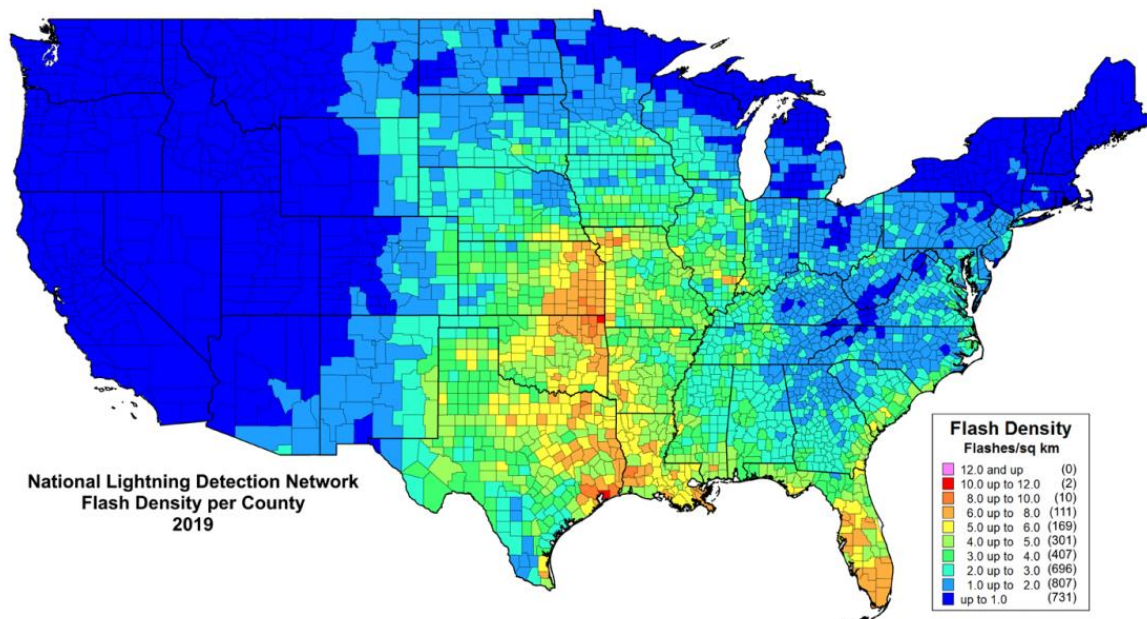 National Lightning Detection Network
Flash Density per County
2019
Flash Density
Flashes/sq km
12.0 and up (0)
10.0 up to 12.0 (2)
8.0 up to 10.0 (10)
6.0 up to 8.0 (111)
5.0 up to 6.0 (169)
4.0 up to 5.0 (301)
3.0 up to 4.0 (407)
2.0 up to 3.0 (696)
1.0 up to 2.0 (807)
up to 1.0 (731)